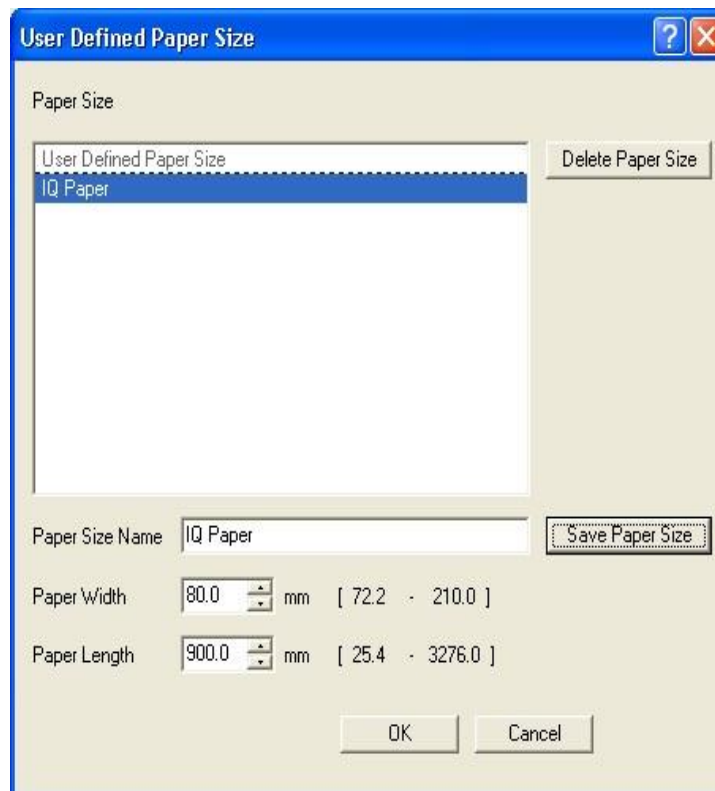 User Defined Paper Size
Paper Size
User Defined Paper Size
Delete Paper Size
IQ Paper
Paper Size Name IQ Paper Save Paper Size
Paper Width 80.0 mm [ 72.2 - 210.0 ]
Paper Length 900.0 mm [ 25.4 - 3276.0 ]
OK Cancel